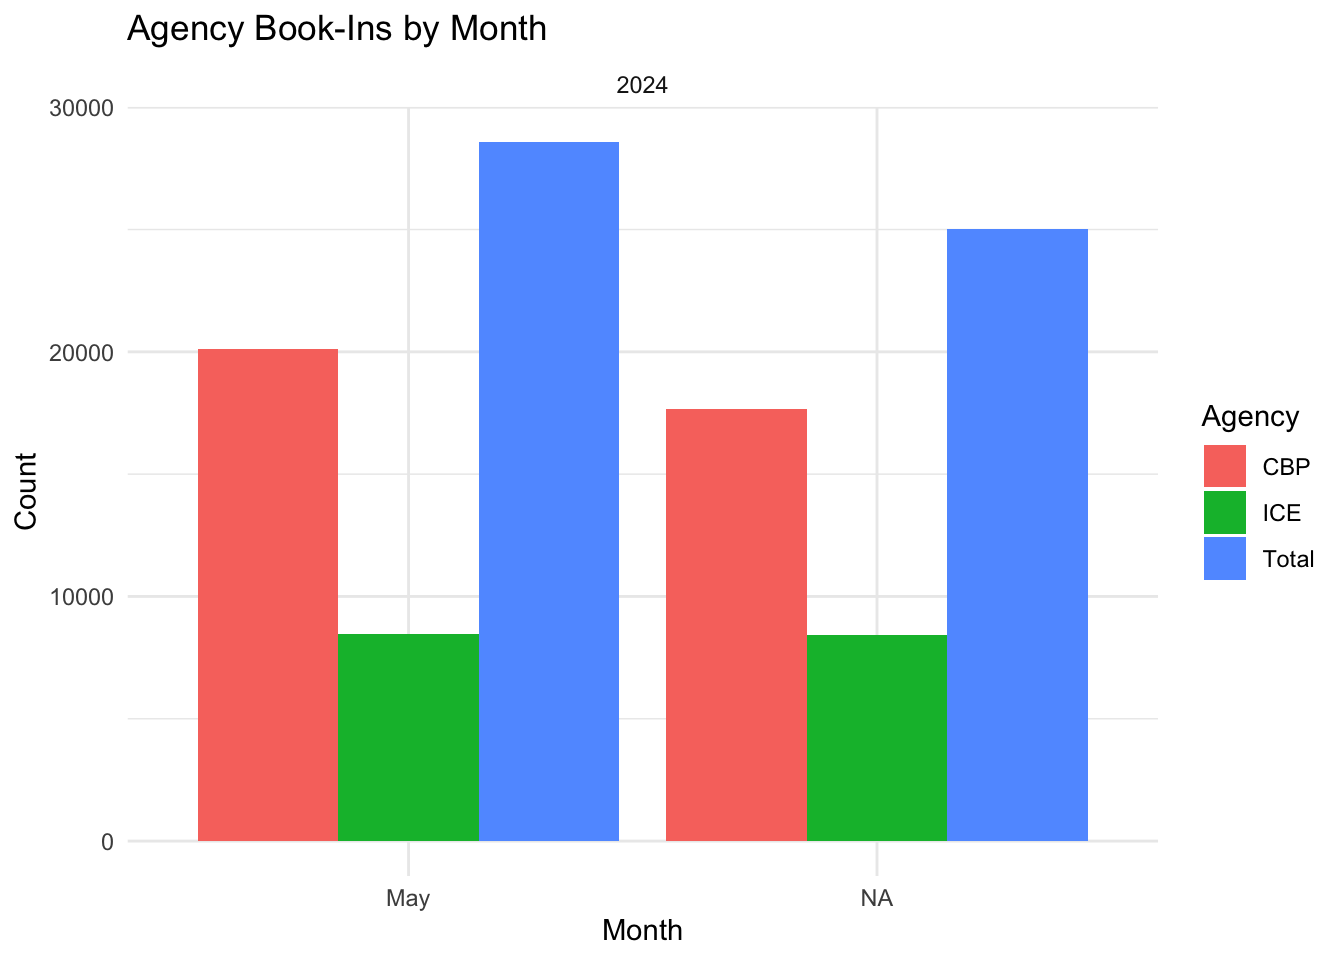 Agency Book-Ins by Month
2024
30000
20000
10000
0
Count
May
NA
Month
Agency
CBP
ICE
Total